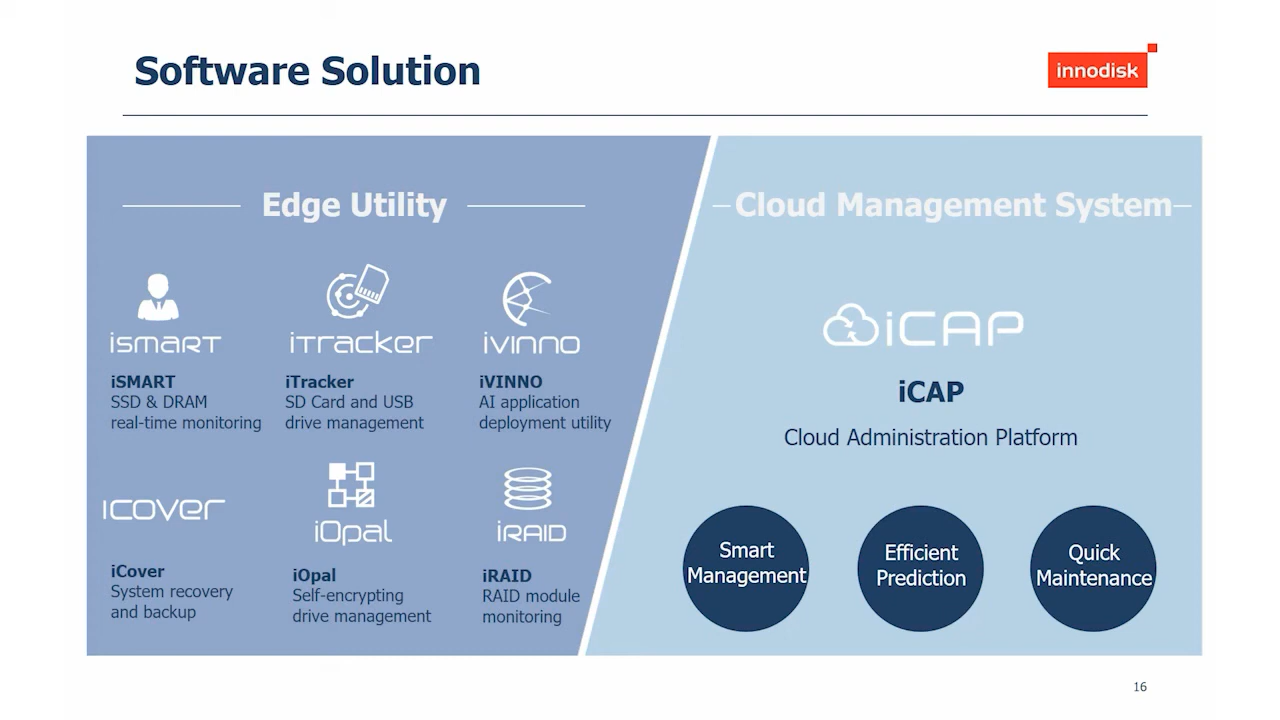 Software Solution
innodisk
Edge Utility
iSMART
iTracker
iVINNO
iSMART
SSD & DRAM
real-time monitoring
iTracker
SD Card and USB
drive management
iVINNO
AI application
deployment utility
iCOVER
iOpal
iRAID
iCover
System recovery
and backup
iOpal
Self-encrypting
drive management
iRAID
RAID module
monitoring
Cloud Management System
iCAP
iCAP
Cloud Administration Platform
Smart
Management
Efficient
Prediction
Quick
Maintenance
16